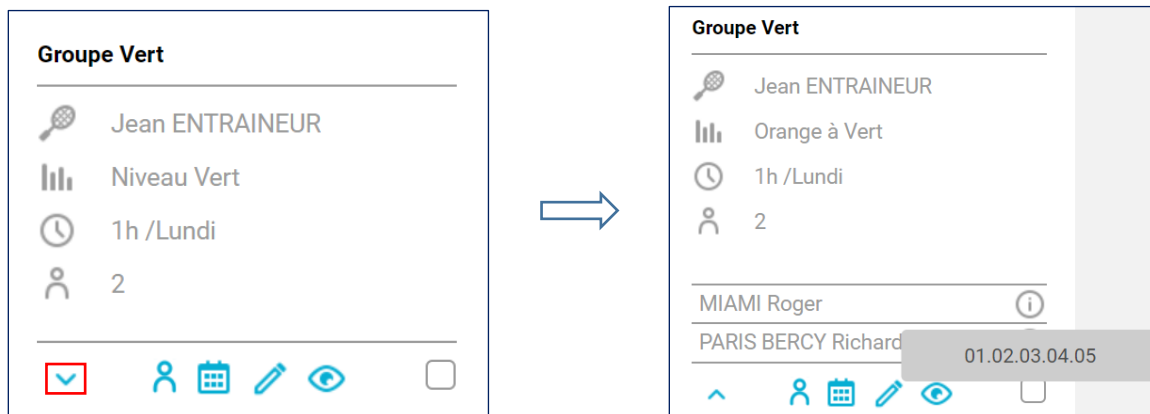 Groupe Vert
Jean ENTRAINEUR
Niveau Vert
1h /Lundi
2
Groupe Vert
Jean ENTRAINEUR
Orange à Vert
1h /Lundi
2
MIAMI Roger
PARIS BERCY Richard
01.02.03.04.05